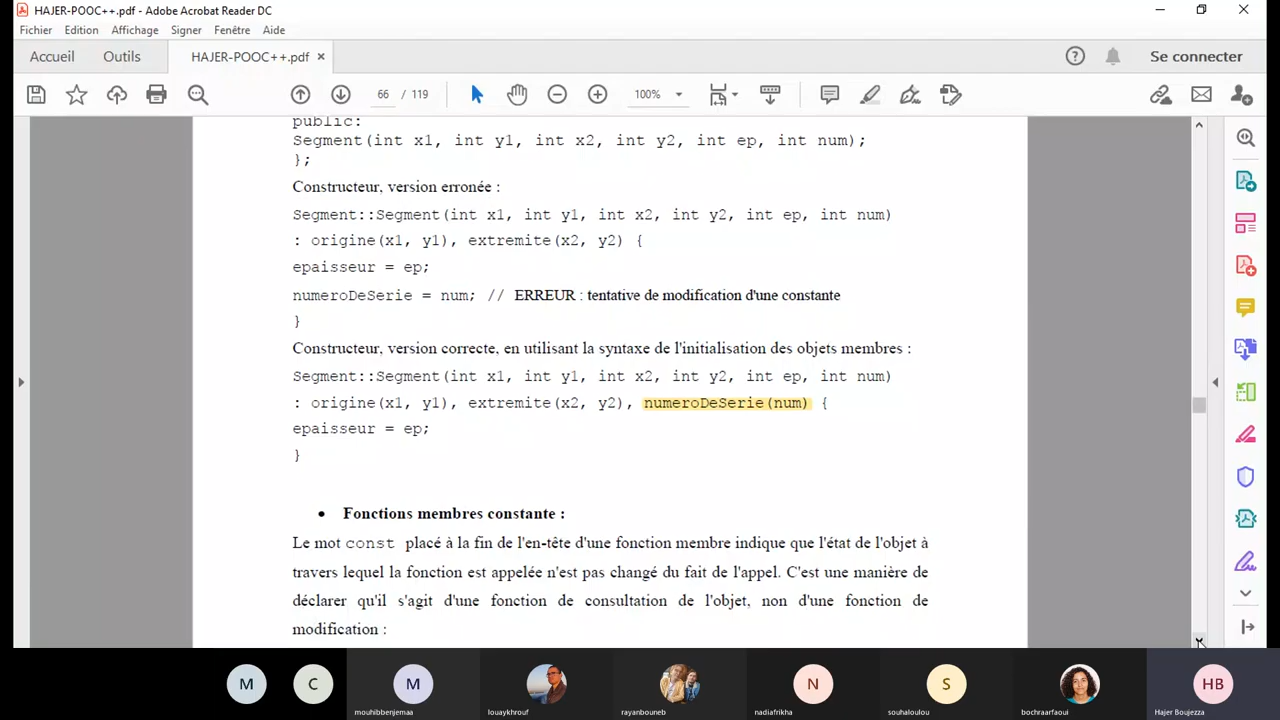 HAJER-POOC++.pdf - Adobe Acrobat Reader DC
Fichier Edition Affichage Signer Fenêtre Aide
Accueil Outils HAJER-POOC++.pdf × Se connecter
66 / 119 100%
public:
Segment(int x1, int y1, int x2, int y2, int ep, int num);
};
Constructeur, version erronée :
Segment::Segment(int x1, int y1, int x2, int y2, int ep, int num)
: origine(x1, y1), extremite(x2, y2) {
epaisseur = ep;
numeroDeSerie = num; // ERREUR : tentative de modification d'une constante
}
Constructeur, version correcte, en utilisant la syntaxe de l'initialisation des objets membres :
Segment::Segment(int x1, int y1, int x2, int y2, int ep, int num)
: origine(x1, y1), extremite(x2, y2), numeroDeSerie(num) {
epaisseur = ep;
}
• Fonctions membres constante :
Le mot const placé à la fin de l'en-tête d'une fonction membre indique que l'état de l'objet à
travers lequel la fonction est appelée n'est pas changé du fait de l'appel. C'est une manière de
déclarer qu'il s'agit d'une fonction de consultation de l'objet, non d'une fonction de
modification :
M C M N S HB
mouhibbenjemaa louaykhrouf rayanbouneb nadiafrikha souhaloulou bochraarfaoui Hajer Boujezza